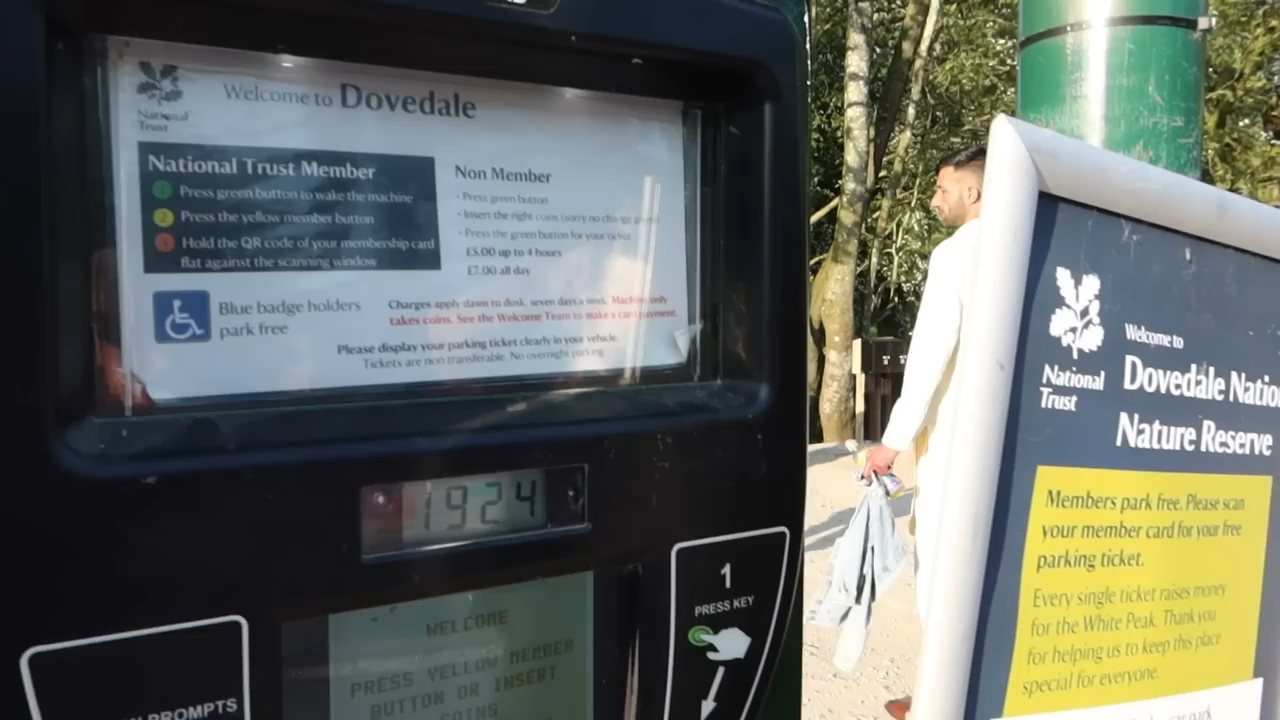 National
Trust
Welcome to Dovedale
National Trust Member
1 Press green button to wake the machine
2 Press the yellow member button
3 Hold the QR code of your membership card
flat against the scanning window
Non Member
• Press green button
• Insert the right coins (sorry no change given)
• Press the green button for your ticket
£5.00 up to 4 hours
£7.00 all day
Blue badge holders
park free
Charges apply dawn to dusk, seven days a week. Machine only
takes coins. See the Welcome Team to make a card payment.
Please display your parking ticket clearly in your vehicle.
Tickets are non transferable. No overnight parking
1924
WELCOME
PRESS YELLOW MEMBER
BUTTON OR INSERT
COINS
PROMPTS
1
PRESS KEY
National
Trust
Welcome to
Dovedale Natio
Nature Reserve
Members park free. Please scan
your member card for your free
parking ticket.
Every single ticket raises money
for the White Peak. Thank you
for helping us to keep this place
special for everyone.
car park